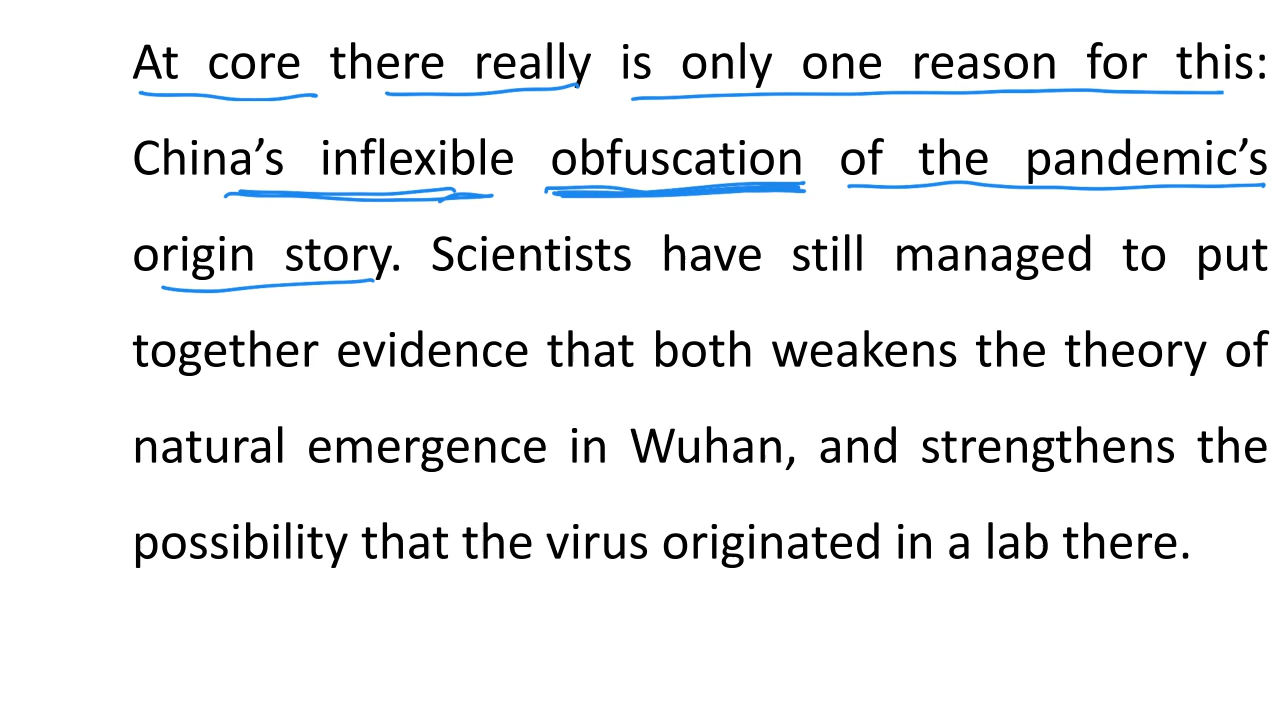 At core there really is only one reason for this:
China’s inflexible obfuscation of the pandemic’s
origin story. Scientists have still managed to put
together evidence that both weakens the theory of
natural emergence in Wuhan, and strengthens the
possibility that the virus originated in a lab there.